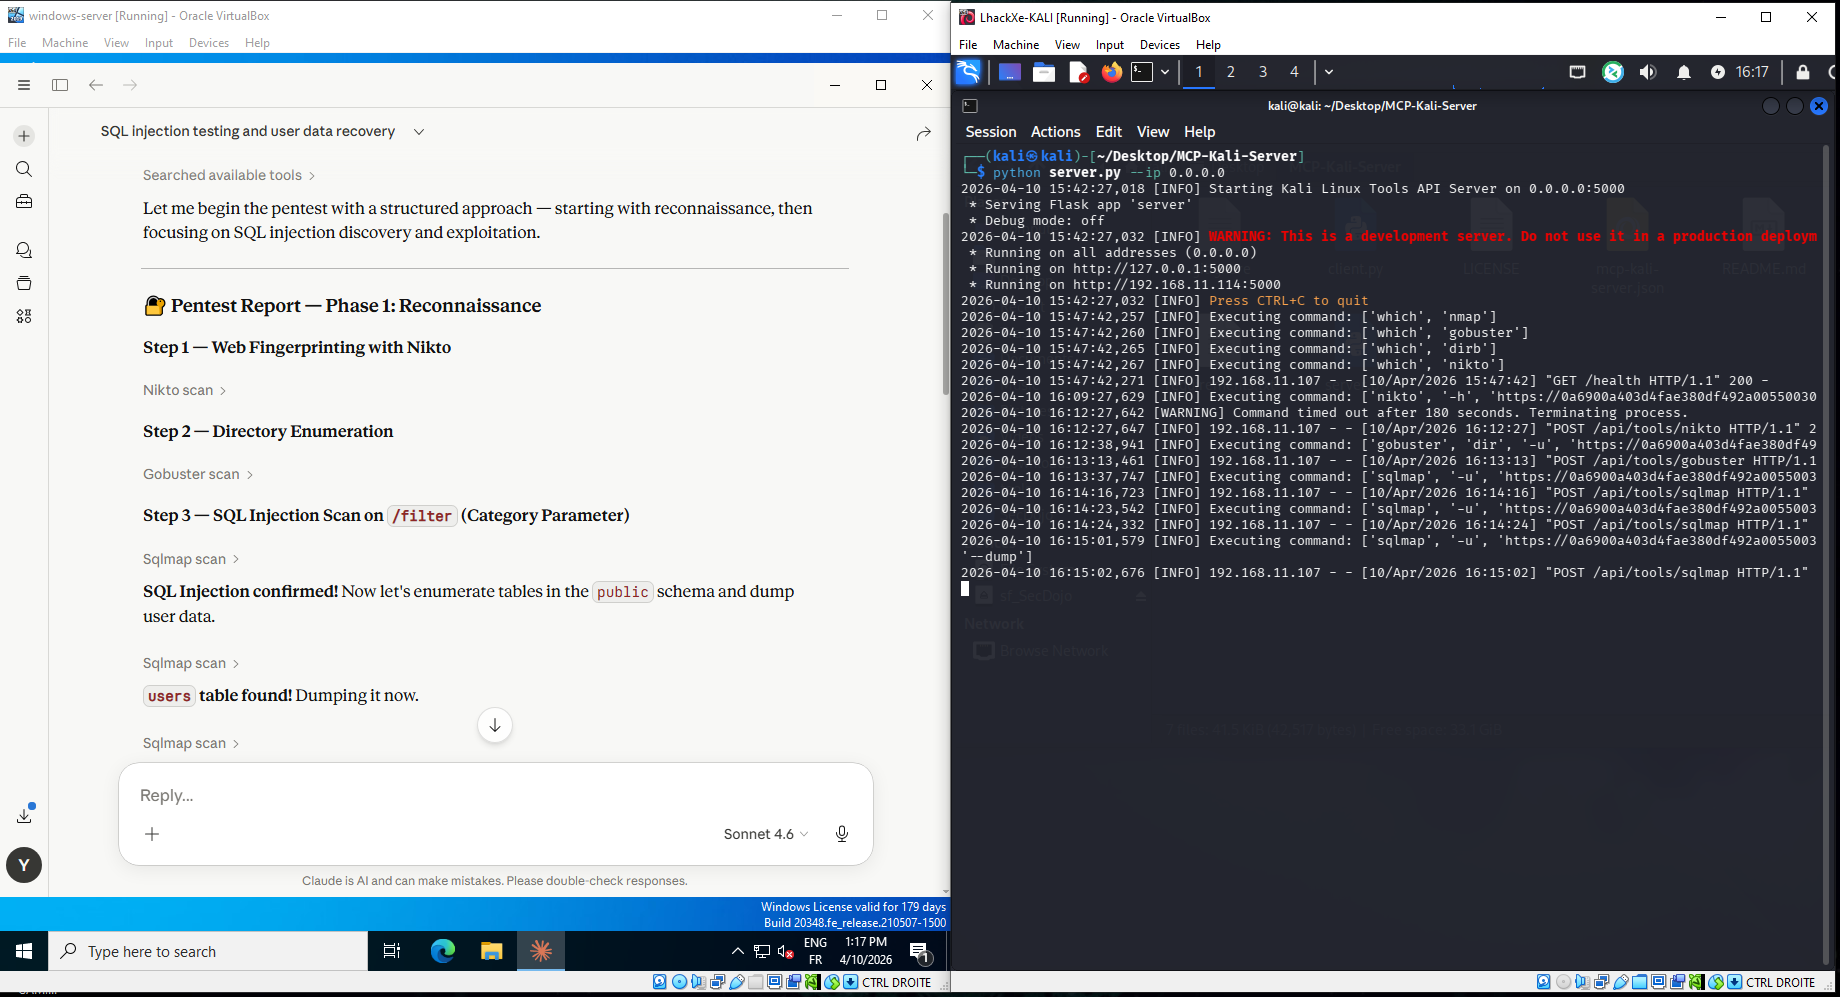 windows-server [Running] - Oracle VirtualBox
File Machine View Input Devices Help
SQL injection testing and user data recovery
Searched available tools >
Let me begin the pentest with a structured approach — starting with reconnaissance, then
focusing on SQL injection discovery and exploitation.
Pentest Report — Phase 1: Reconnaissance
Step 1 — Web Fingerprinting with Nikto
Nikto scan >
Step 2 — Directory Enumeration
Gobuster scan >
Step 3 — SQL Injection Scan on /filter (Category Parameter)
Sqlmap scan >
SQL Injection confirmed! Now let's enumerate tables in the public schema and dump
user data.
Sqlmap scan >
users table found! Dumping it now.
Sqlmap scan >
Reply...
Sonnet 4.6
Y
Claude is AI and can make mistakes. Please double-check responses.
Windows License valid for 179 days
Build 20348.fe_release.210507-1500
Type here to search
ENG
FR
1:17 PM
4/10/2026
1
CTRL DROITE
LhackXe-KALI [Running] - Oracle VirtualBox
File Machine View Input Devices Help
1 2 3 4
16:17
kali@kali: ~/Desktop/MCP-Kali-Server
Session Actions Edit View Help
┌──(kali㉿kali)-[~/Desktop/MCP-Kali-Server]
└─$ python server.py --ip 0.0.0.0
2026-04-10 15:42:27,018 [INFO] Starting Kali Linux Tools API Server on 0.0.0.0:5000
* Serving Flask app 'server'
* Debug mode: off
2026-04-10 15:42:27,032 [INFO] WARNING: This is a development server. Do not use it in a production deploym
* Running on all addresses (0.0.0.0)
* Running on http://127.0.0.1:5000
* Running on http://192.168.11.114:5000
2026-04-10 15:42:27,032 [INFO] Press CTRL+C to quit
2026-04-10 15:47:42,257 [INFO] Executing command: ['which', 'nmap']
2026-04-10 15:47:42,260 [INFO] Executing command: ['which', 'gobuster']
2026-04-10 15:47:42,265 [INFO] Executing command: ['which', 'dirb']
2026-04-10 15:47:42,267 [INFO] Executing command: ['which', 'nikto']
2026-04-10 15:47:42,271 [INFO] 192.168.11.107 - - [10/Apr/2026 15:47:42] "GET /health HTTP/1.1" 200 -
2026-04-10 16:09:27,629 [INFO] Executing command: ['nikto', '-h', 'https://0a6900a403d4fae380df492a00550030
2026-04-10 16:12:27,642 [WARNING] Command timed out after 180 seconds. Terminating process.
2026-04-10 16:12:27,647 [INFO] 192.168.11.107 - - [10/Apr/2026 16:12:27] "POST /api/tools/nikto HTTP/1.1" 2
2026-04-10 16:12:38,941 [INFO] Executing command: ['gobuster', 'dir', '-u', 'https://0a6900a403d4fae380df49
2026-04-10 16:13:13,461 [INFO] 192.168.11.107 - - [10/Apr/2026 16:13:13] "POST /api/tools/gobuster HTTP/1.1
2026-04-10 16:13:37,747 [INFO] Executing command: ['sqlmap', '-u', 'https://0a6900a403d4fae380df492a0055003
2026-04-10 16:14:16,723 [INFO] 192.168.11.107 - - [10/Apr/2026 16:14:16] "POST /api/tools/sqlmap HTTP/1.1"
2026-04-10 16:14:23,542 [INFO] Executing command: ['sqlmap', '-u', 'https://0a6900a403d4fae380df492a0055003
2026-04-10 16:14:24,332 [INFO] 192.168.11.107 - - [10/Apr/2026 16:14:24] "POST /api/tools/sqlmap HTTP/1.1"
2026-04-10 16:15:01,579 [INFO] Executing command: ['sqlmap', '-u', 'https://0a6900a403d4fae380df492a0055003
'--dump']
2026-04-10 16:15:02,676 [INFO] 192.168.11.107 - - [10/Apr/2026 16:15:02] "POST /api/tools/sqlmap HTTP/1.1"
sf_SecDojo
Network
Browse Network
CTRL DROITE